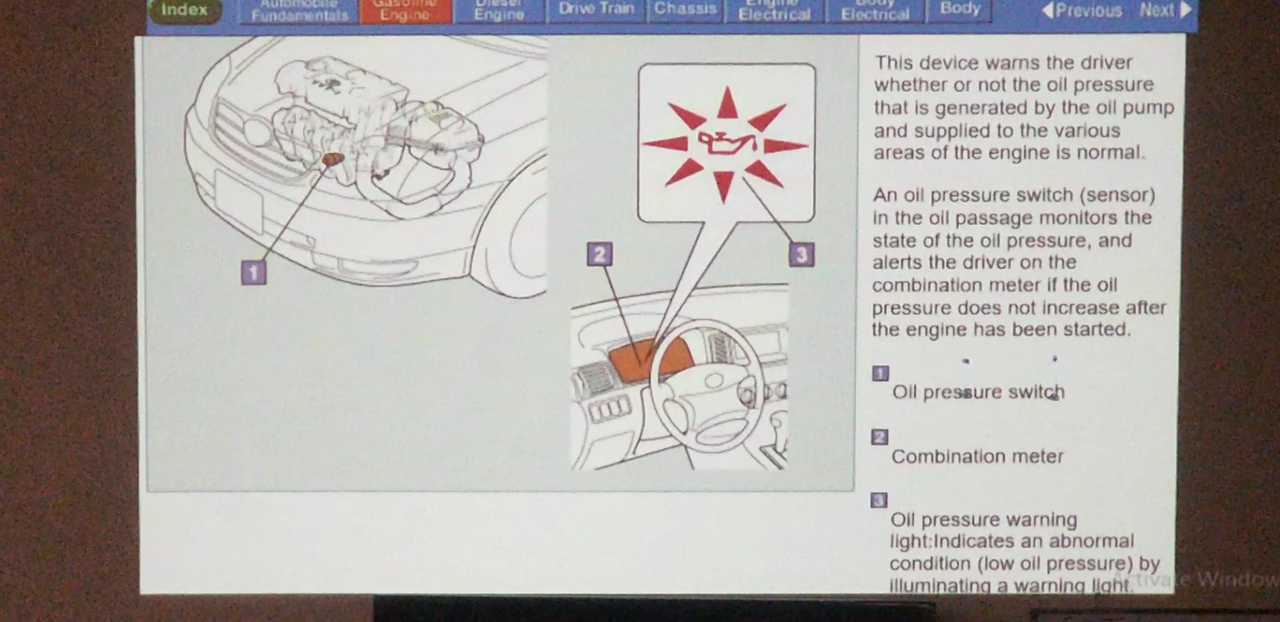 Index
Automobile
Fundamentals
Gasoline
Engine
Diesel
Engine
Drive Train
Chassis
Engine
Electrical
Body
Electrical
Body
Previous Next
This device warns the driver
whether or not the oil pressure
that is generated by the oil pump
and supplied to the various
areas of the engine is normal.
An oil pressure switch (sensor)
in the oil passage monitors the
state of the oil pressure, and
alerts the driver on the
combination meter if the oil
pressure does not increase after
the engine has been started.
1
Oil pressure switch
2
Combination meter
3
Oil pressure warning
light:Indicates an abnormal
condition (low oil pressure) by
illuminating a warning light.
1
2
3
Activate Window